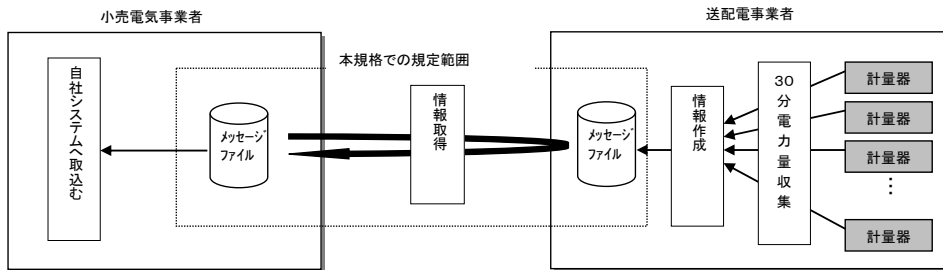 小売電気事業者
送配電事業者
本規格での規定範囲
自社システムへ取込む
メッセージ
ファイル
情報取得
メッセージ
ファイル
情報作成
30分電力量収集
計量器
計量器
計量器
⋮
計量器